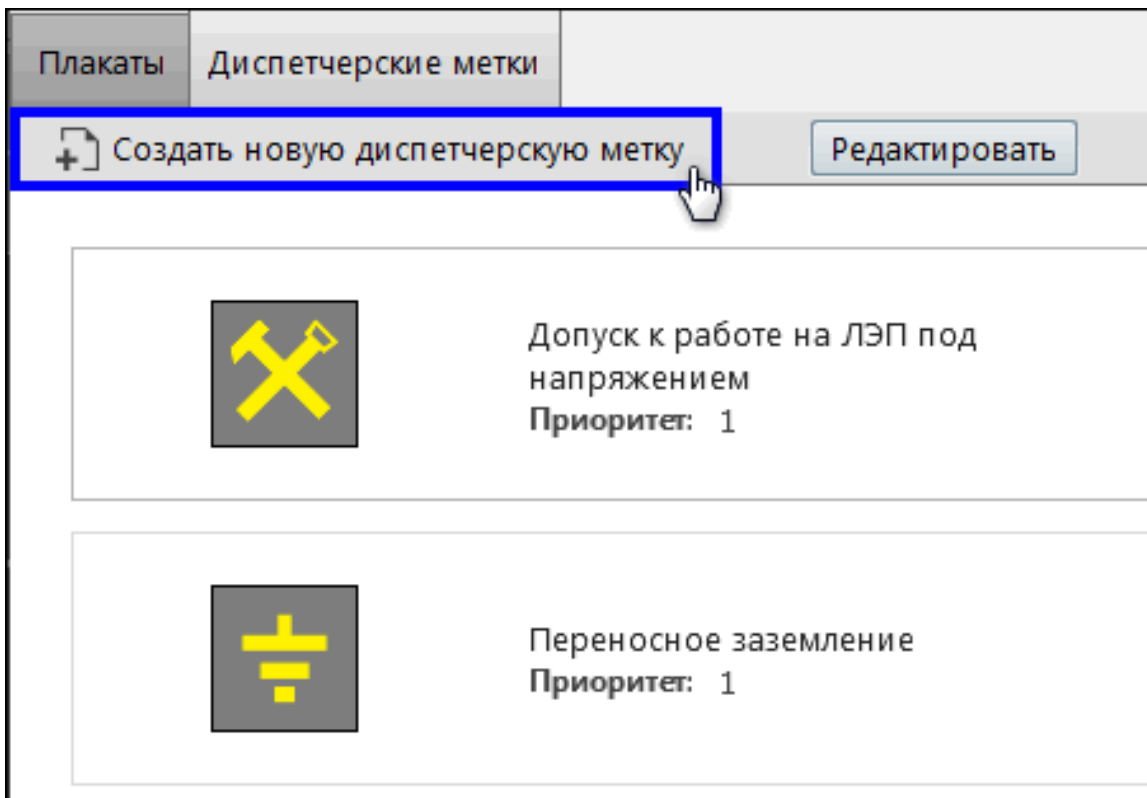 Плакаты Диспетчерские метки
Создать новую диспетчерскую метку Редактировать
Допуск к работе на ЛЭП под
напряжением
Приоритет: 1
Переносное заземление
Приоритет: 1